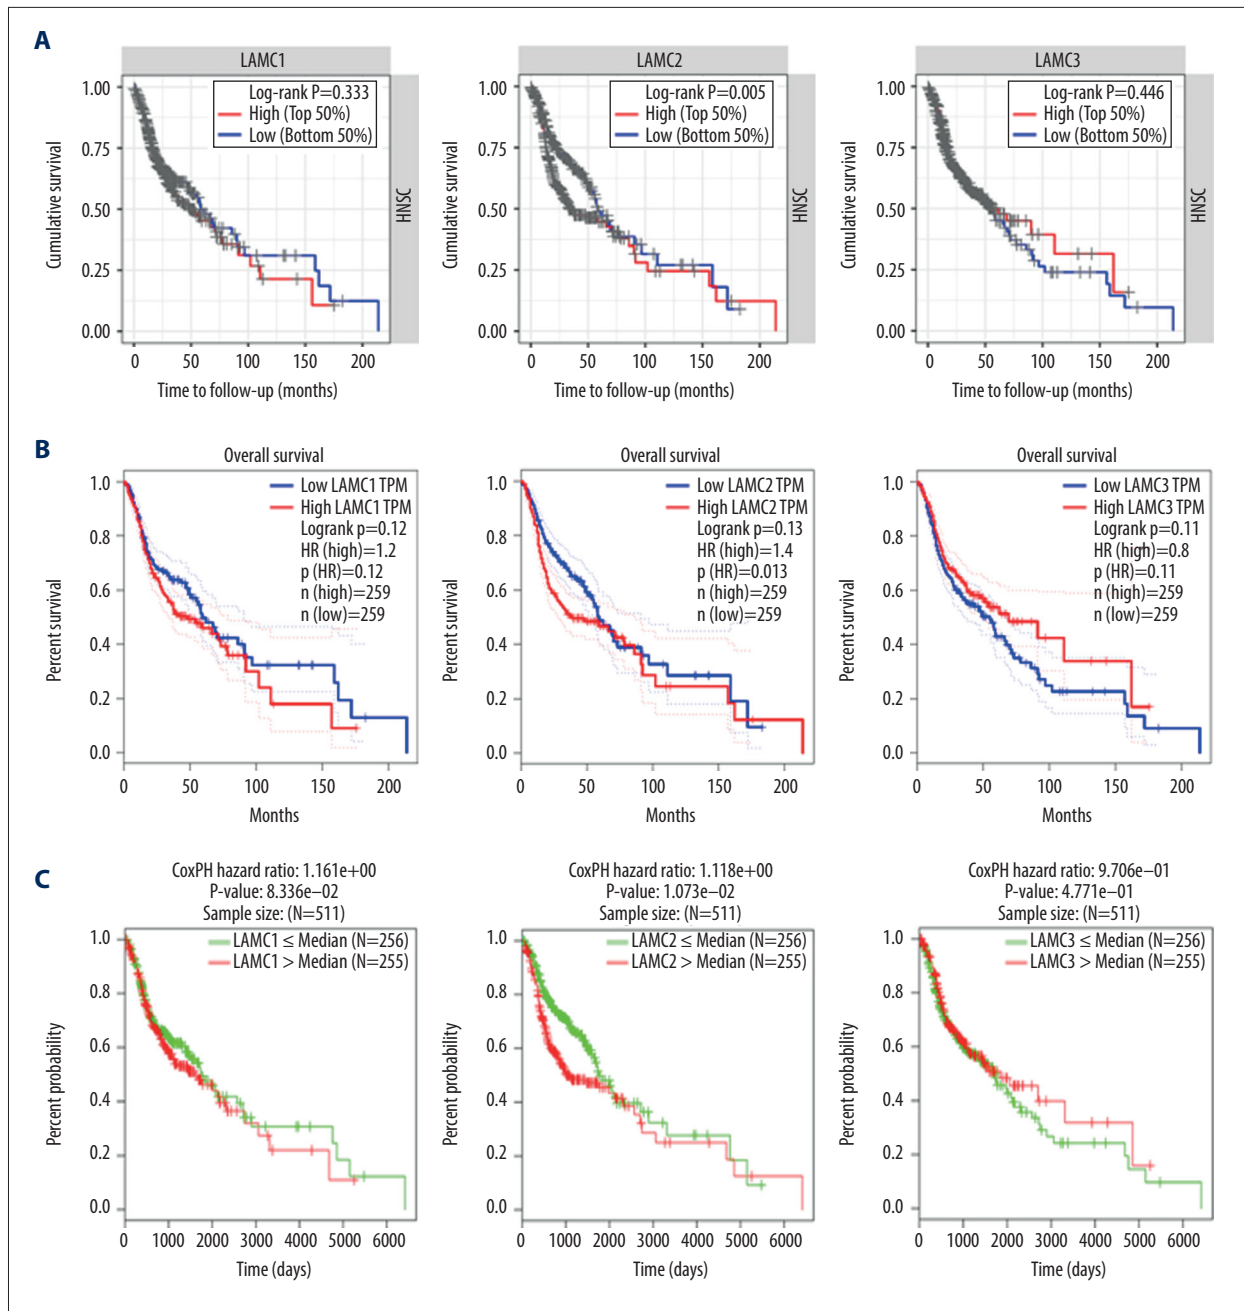 A
LAMC1
HNSC
Cumulative survival
1.00
0.75
0.50
0.25
0.00
Log-rank P=0.333
High (Top 50%)
Low (Bottom 50%)
0 50 100 150 200
Time to follow-up (months)
LAMC2
HNSC
Cumulative survival
1.00
0.75
0.50
0.25
0.00
Log-rank P=0.005
High (Top 50%)
Low (Bottom 50%)
0 50 100 150 200
Time to follow-up (months)
LAMC3
HNSC
Cumulative survival
1.00
0.75
0.50
0.25
0.00
Log-rank P=0.446
High (Top 50%)
Low (Bottom 50%)
0 50 100 150 200
Time to follow-up (months)
B
Overall survival
Percent survival
1.0
0.8
0.6
0.4
0.2
0.0
Low LAMC1 TPM
High LAMC1 TPM
Logrank p=0.12
HR (high)=1.2
p (HR)=0.12
n (high)=259
n (low)=259
0 50 100 150 200
Months
Overall survival
Percent survival
1.0
0.8
0.6
0.4
0.2
0.0
Low LAMC2 TPM
High LAMC2 TPM
Logrank p=0.13
HR (high)=1.4
p (HR)=0.013
n (high)=259
n (low)=259
0 50 100 150 200
Months
Overall survival
Percent survival
1.0
0.8
0.6
0.4
0.2
0.0
Low LAMC3 TPM
High LAMC3 TPM
Logrank p=0.11
HR (high)=0.8
p (HR)=0.11
n (high)=259
n (low)=259
0 50 100 150 200
Months
C
CoxPH hazard ratio: 1.161e+00
P-value: 8.336e–02
Sample size: (N=511)
Percent probability
1.0
0.8
0.6
0.4
0.2
0.0
LAMC1 ≤ Median (N=256)
LAMC1 > Median (N=255)
0 1000 2000 3000 4000 5000 6000
Time (days)
CoxPH hazard ratio: 1.118e+00
P-value: 1.073e–02
Sample size: (N=511)
Percent probability
1.0
0.8
0.6
0.4
0.2
0.0
LAMC2 ≤ Median (N=256)
LAMC2 > Median (N=255)
0 1000 2000 3000 4000 5000 6000
Time (days)
CoxPH hazard ratio: 9.706e–01
P-value: 4.771e–01
Sample size: (N=511)
Percent probability
1.0
0.8
0.6
0.4
0.2
0.0
LAMC3 ≤ Median (N=256)
LAMC3 > Median (N=255)
0 1000 2000 3000 4000 5000 6000
Time (days)